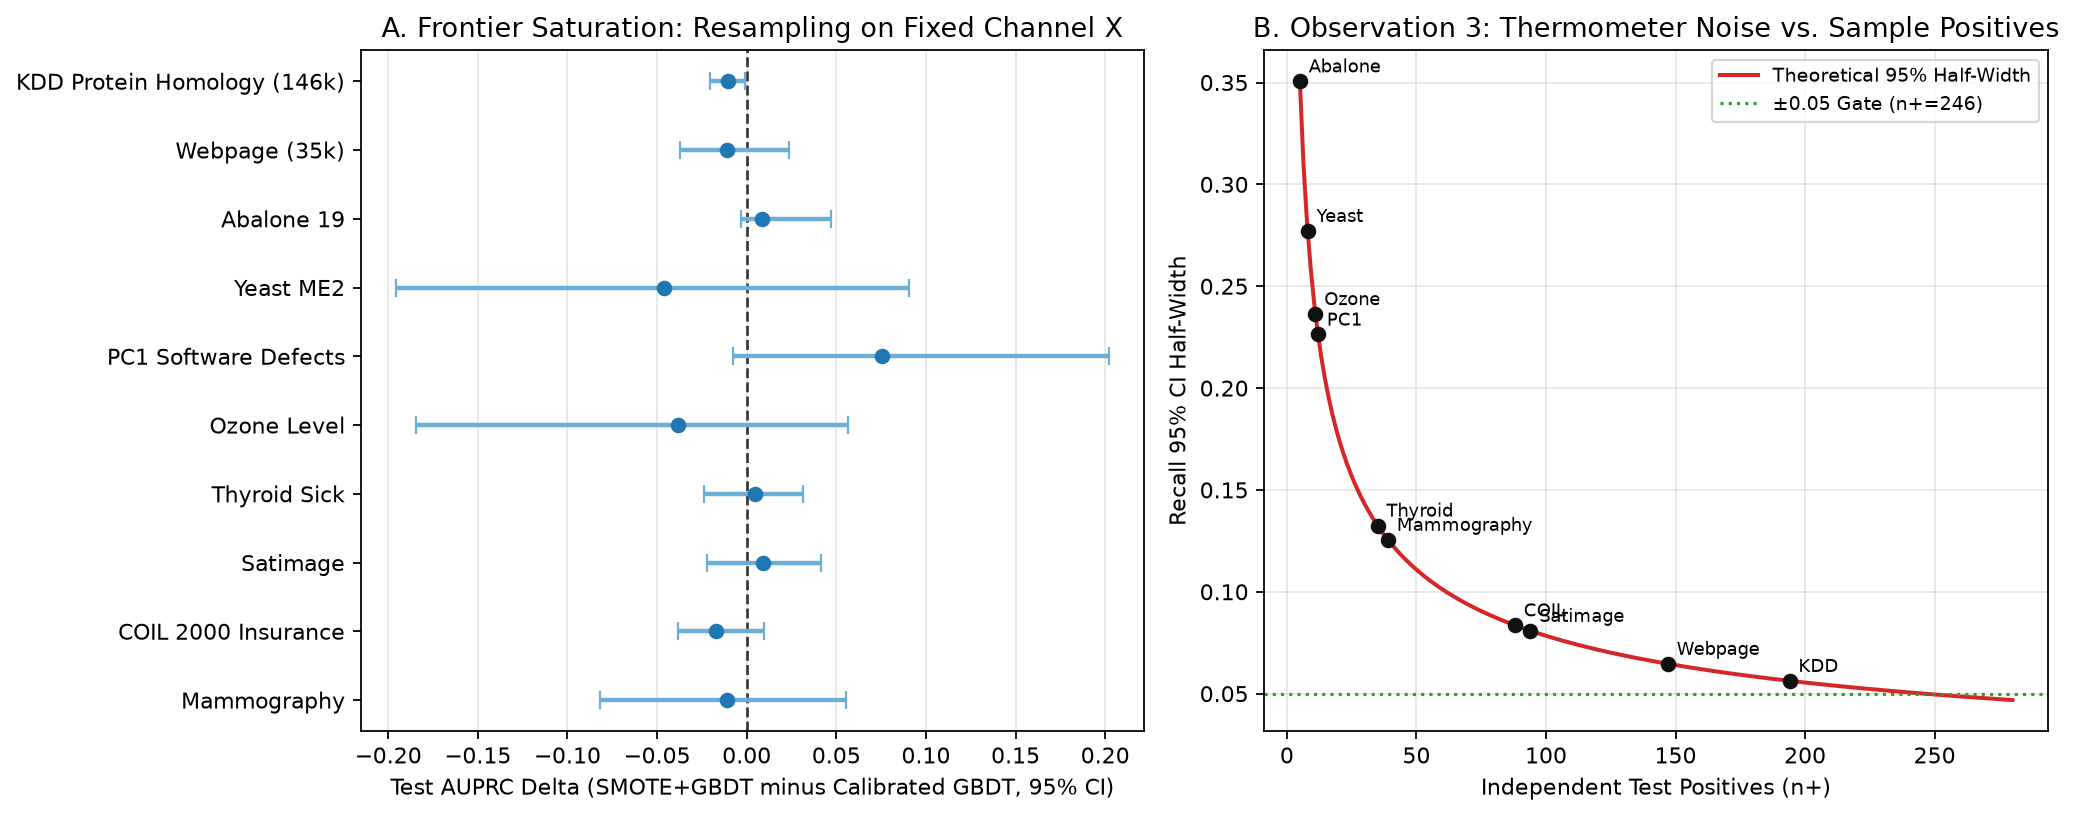 A. Frontier Saturation: Resampling on Fixed Channel X
KDD Protein Homology (146k)
Webpage (35k)
Abalone 19
Yeast ME2
PC1 Software Defects
Ozone Level
Thyroid Sick
Satimage
COIL 2000 Insurance
Mammography
−0.20 −0.15 −0.10 −0.05 0.00 0.05 0.10 0.15 0.20
Test AUPRC Delta (SMOTE+GBDT minus Calibrated GBDT, 95% CI)
B. Observation 3: Thermometer Noise vs. Sample Positives
Recall 95% CI Half-Width
0.35
0.30
0.25
0.20
0.15
0.10
0.05
Theoretical 95% Half-Width
±0.05 Gate (n+=246)
Abalone
Yeast
Ozone
PC1
Thyroid
Mammography
COIL
Satimage
Webpage
KDD
0 50 100 150 200 250
Independent Test Positives (n+)